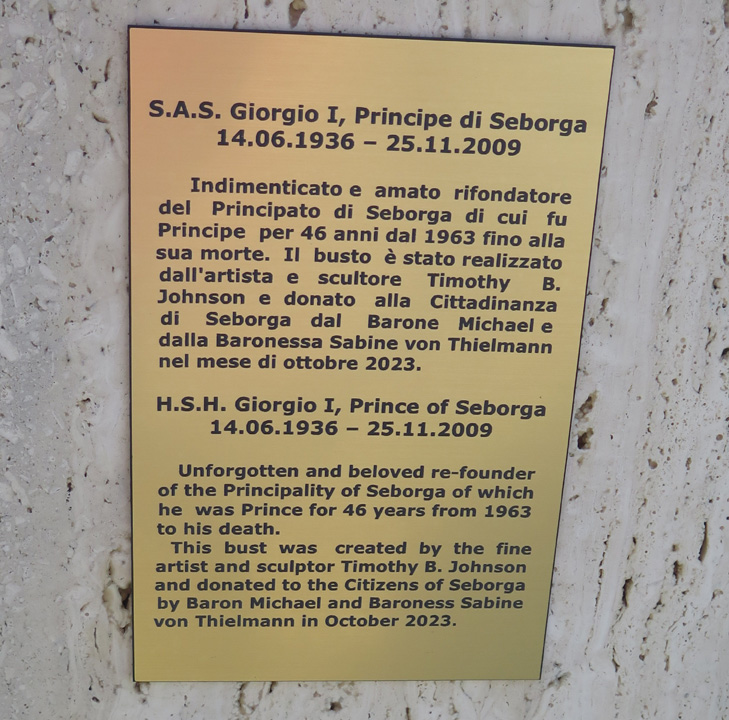 S.A.S. Giorgio I, Principe di Seborga
14.06.1936 – 25.11.2009
Indimenticato e amato rifondatore
del Principato di Seborga di cui fu
Principe per 46 anni dal 1963 fino alla
sua morte. Il busto è stato realizzato
dall'artista e scultore Timothy B.
Johnson e donato alla Cittadinanza
di Seborga dal Barone Michael e
dalla Baronessa Sabine von Thielmann
nel mese di ottobre 2023.
H.S.H. Giorgio I, Prince of Seborga
14.06.1936 – 25.11.2009
Unforgotten and beloved re-founder
of the Principality of Seborga of which
he was Prince for 46 years from 1963
to his death.
This bust was created by the fine
artist and sculptor Timothy B. Johnson
and donated to the Citizens of Seborga
by Baron Michael and Baroness Sabine
von Thielmann in October 2023.